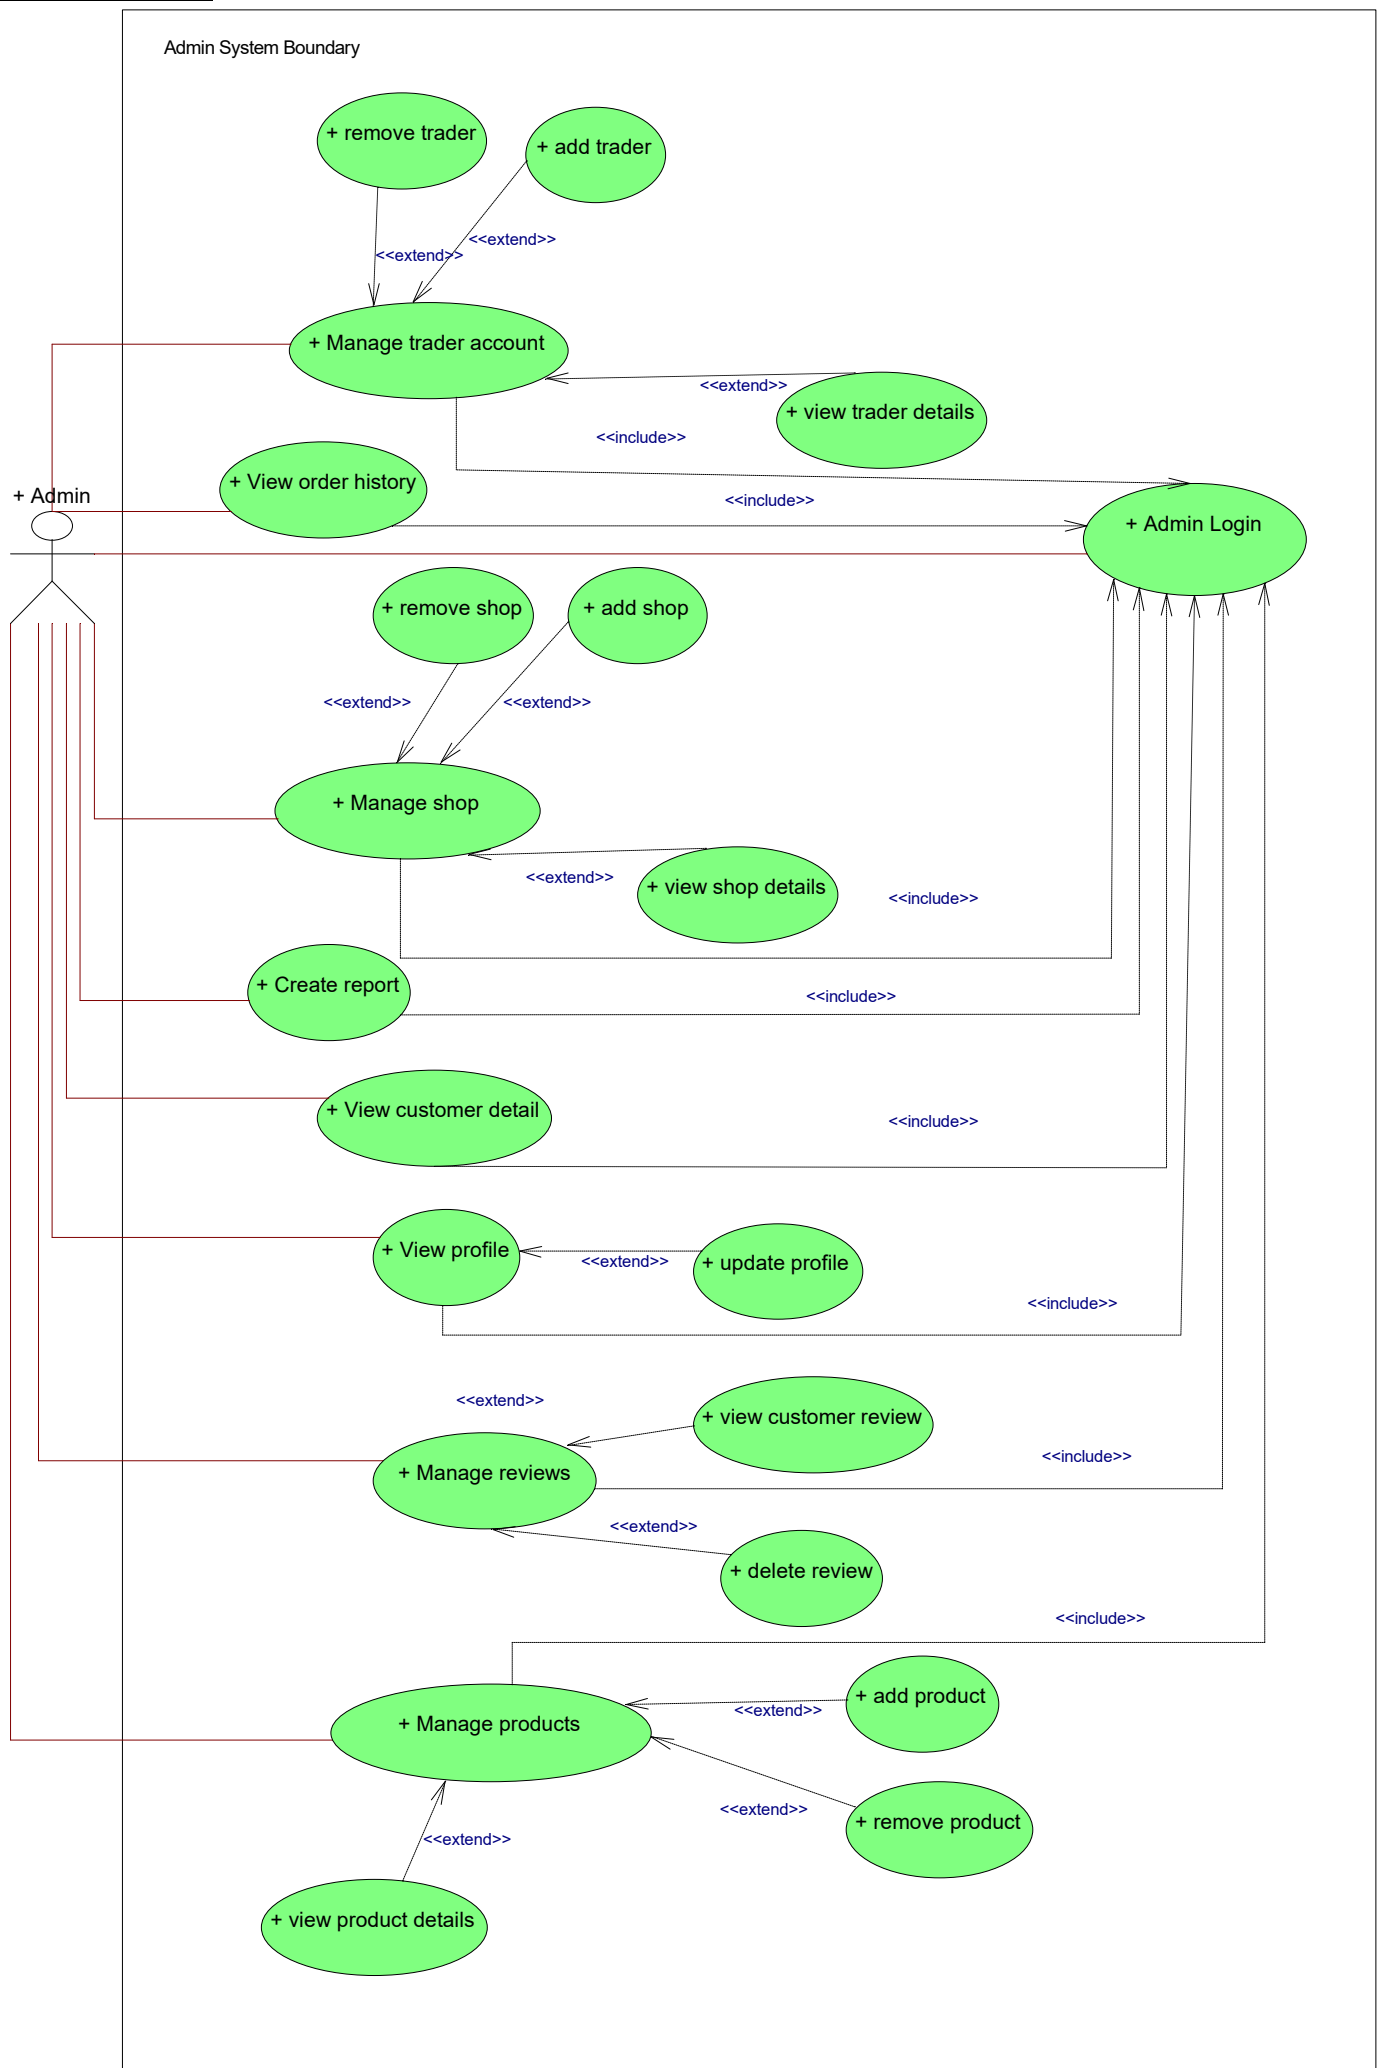 Admin System Boundary
+ remove trader
+ add trader
<<extend>>
<<extend>>
+ Manage trader account
<<extend>>
+ view trader details
<<include>>
+ View order history
+ Admin
<<include>>
+ Admin Login
+ remove shop
+ add shop
<<extend>>
<<extend>>
+ Manage shop
<<extend>>
+ view shop details
<<include>>
+ Create report
<<include>>
+ View customer detail
<<include>>
+ View profile
<<extend>>
+ update profile
<<include>>
<<extend>>
+ view customer review
<<include>>
+ Manage reviews
<<extend>>
+ delete review
<<include>>
+ add product
<<extend>>
+ Manage products
<<extend>>
+ remove product
<<extend>>
+ view product details